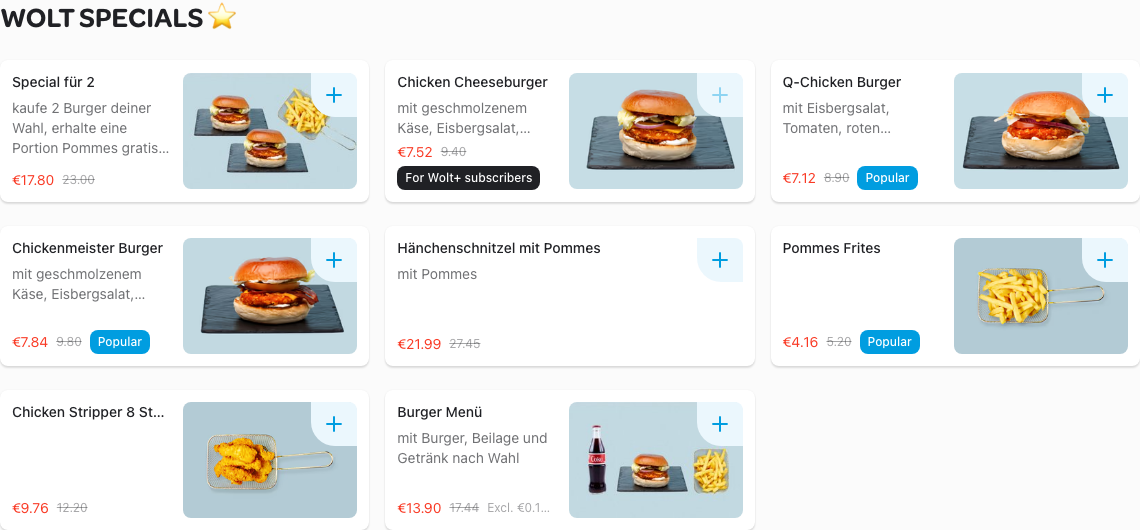 WOLT SPECIALS ⭐
Special für 2
kaufe 2 Burger deiner
Wahl, erhalte eine
Portion Pommes gratis...
€17.80 23.00
Chicken Cheeseburger
mit geschmolzenem
Käse, Eisbergsalat,...
€7.52 9.40
For Wolt+ subscribers
Q-Chicken Burger
mit Eisbergsalat,
Tomaten, roten...
€7.12 8.90 Popular
Chickenmeister Burger
mit geschmolzenem
Käse, Eisbergsalat,...
€7.84 9.80 Popular
Hänchenschnitzel mit Pommes
mit Pommes
€21.99 27.45
Pommes Frites
€4.16 5.20 Popular
Chicken Stripper 8 St...
€9.76 12.20
Burger Menü
mit Burger, Beilage und
Getränk nach Wahl
€13.90 17.44 Excl. €0.1...